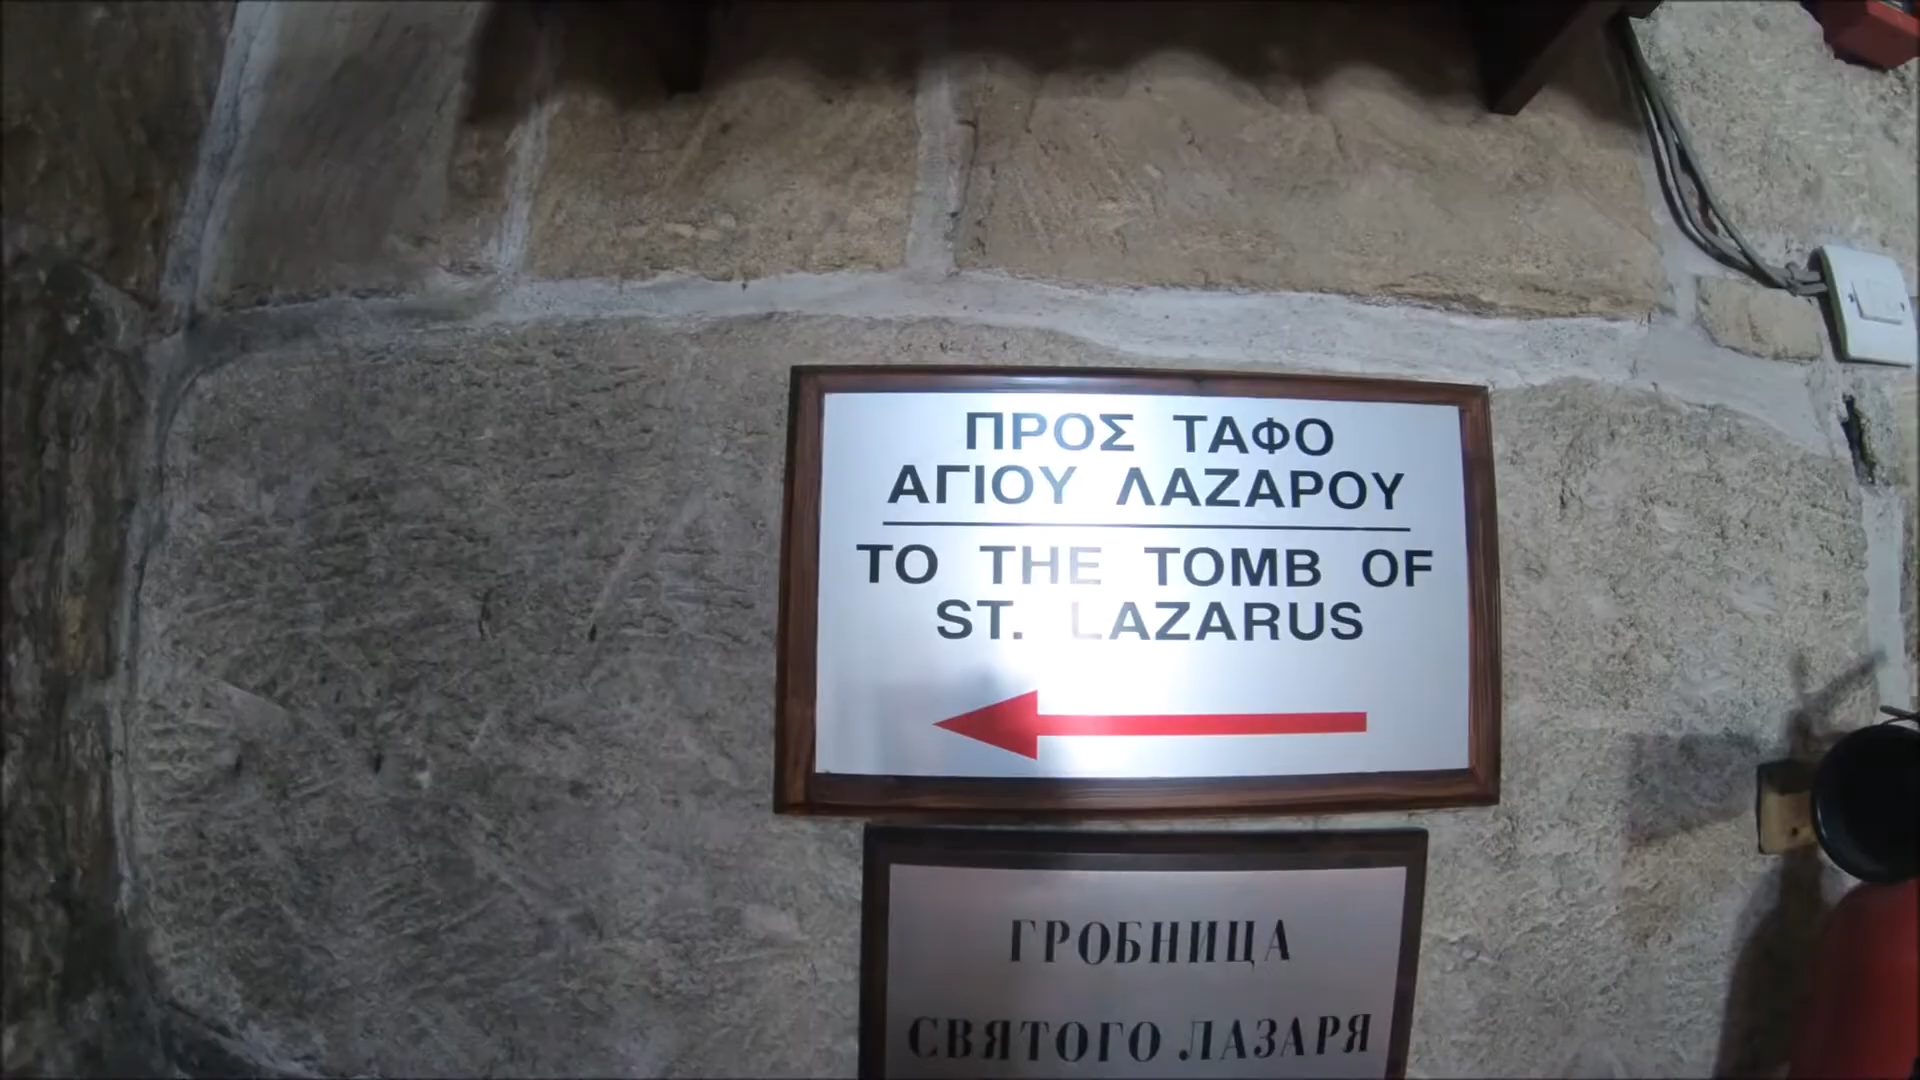 ΠΡΟΣ ΤΑΦΟ
ΑΓΙΟΥ ΛΑΖΑΡΟΥ
TO THE TOMB OF
ST. LAZARUS
ГРОБНИЦА
СВЯТОГО ЛАЗАРЯ